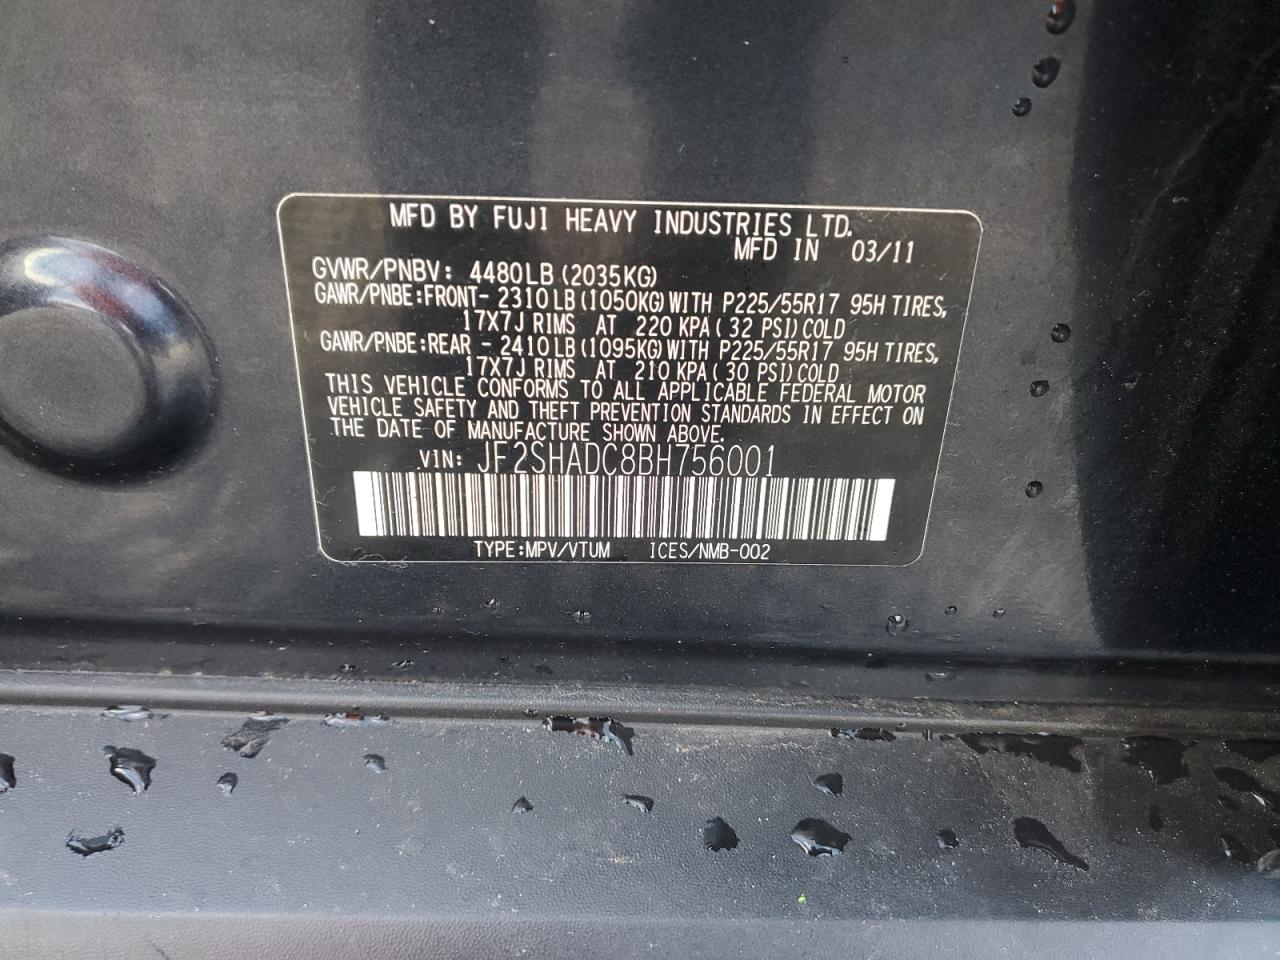 MFD BY FUJI HEAVY INDUSTRIES LTD.
MFD IN 03/11
GVWR/PNBV: 4480LB(2035KG)
GAWR/PNBE:FRONT- 2310LB(1050KG)WITH P225/55R17 95H TIRES,
17X7J RIMS AT 220 KPA(32 PSI)COLD
GAWR/PNBE:REAR - 2410LB(1095KG)WITH P225/55R17 95H TIRES,
17X7J RIMS AT 210 KPA(30 PSI)COLD
THIS VEHICLE CONFORMS TO ALL APPLICABLE FEDERAL MOTOR
VEHICLE SAFETY AND THEFT PREVENTION STANDARDS IN EFFECT ON
THE DATE OF MANUFACTURE SHOWN ABOVE.
VIN: JF2SHADC8BH756001
TYPE:MPV/VTUM ICES/NMB-002